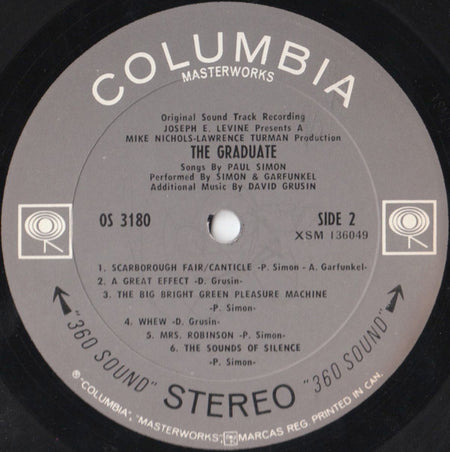 COLUMBIA
MASTERWORKS
Original Sound Track Recording
JOSEPH E. LEVINE Presents A
MIKE NICHOLS-LAWRENCE TURMAN Production
THE GRADUATE
Songs By PAUL SIMON
Performed By SIMON & GARFUNKEL
Additional Music By DAVID GRUSIN
OS 3180
SIDE 2
XSM 136049
1. SCARBOROUGH FAIR/CANTICLE -P. Simon - A. Garfunkel-
2. A GREAT EFFECT -D. Grusin-
3. THE BIG BRIGHT GREEN PLEASURE MACHINE
-P. Simon-
4. WHEW -D. Grusin-
5. MRS. ROBINSON -P. Simon-
6. THE SOUNDS OF SILENCE
-P. Simon-
"360 SOUND" STEREO "360 SOUND"
® "COLUMBIA", "MASTERWORKS", MARCAS REG. PRINTED IN CAN.